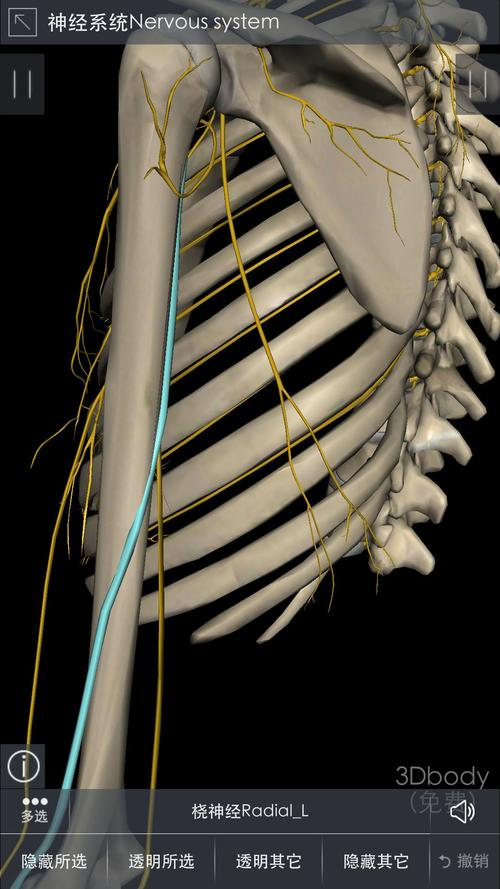 神经系统Nervous system
3Dbody
(免费)
多选
桡神经Radial_L
隐藏所选
透明所选
透明其它
隐藏其它
撤销